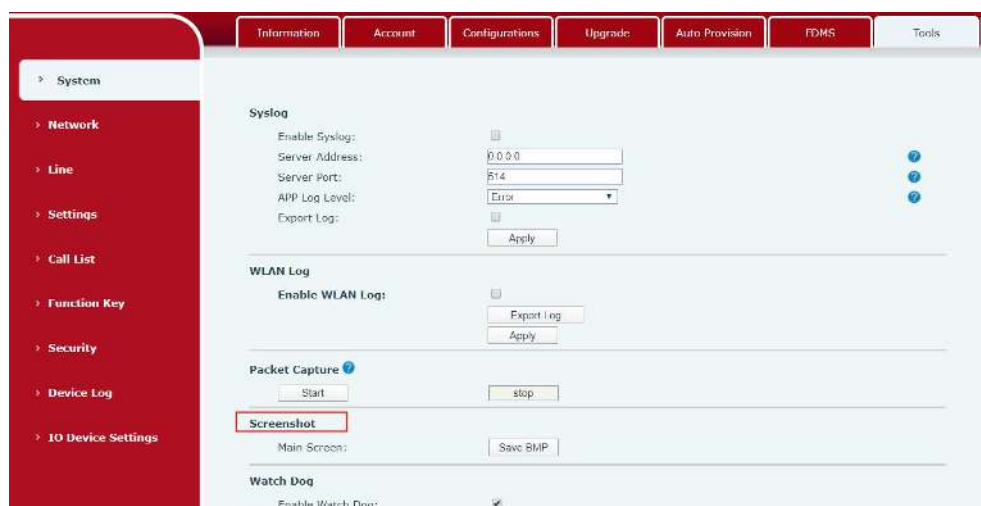 Information Account Configurations Upgrade Auto Provision FDMS Tools
› System
› Network
› Line
› Settings
› Call List
› Function Key
› Security
› Device Log
› IO Device Settings
Syslog
Enable Syslog:
Server Address: 0.0.0.0
Server Port: 514
APP Log Level: Error
Export Log:
Apply
WLAN Log
Enable WLAN Log:
Export Log
Apply
Packet Capture ?
Start stop
Screenshot
Main Screen: Save BMP
Watch Dog
Enable Watch Dog: